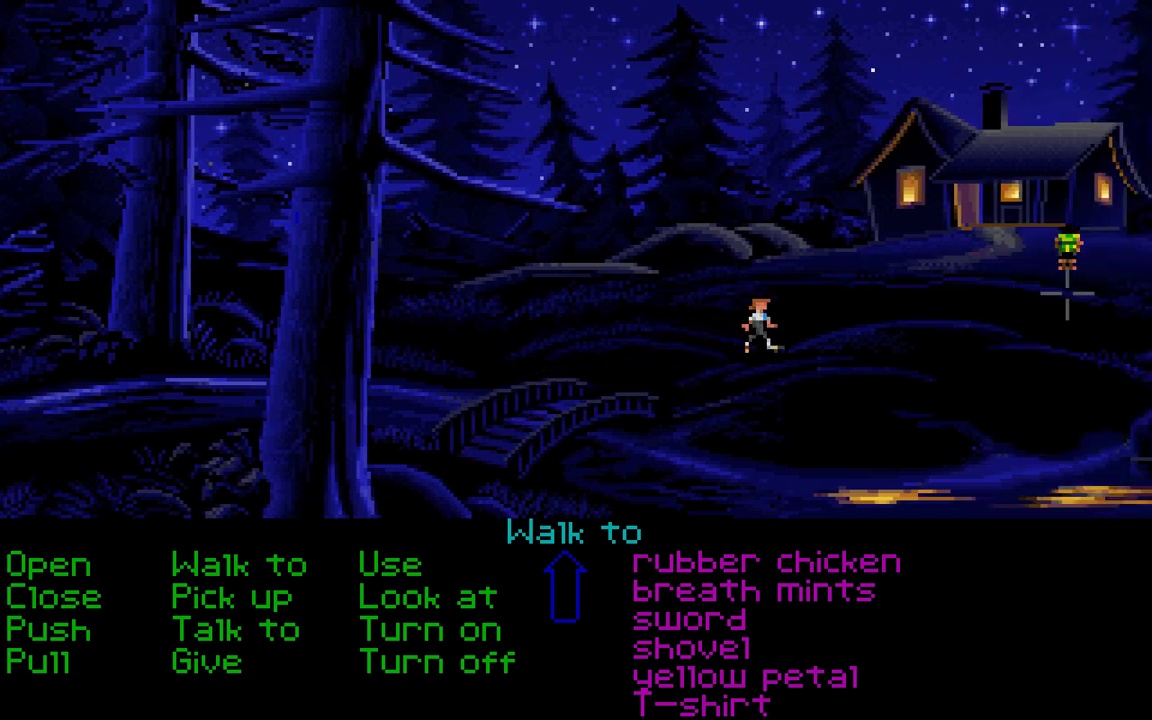 Walk to
Open Walk to Use
Close Pick up Look at
Push Talk to Turn on
Pull Give Turn off
rubber chicken
breath mints
sword
shovel
yellow petal
T-shirt